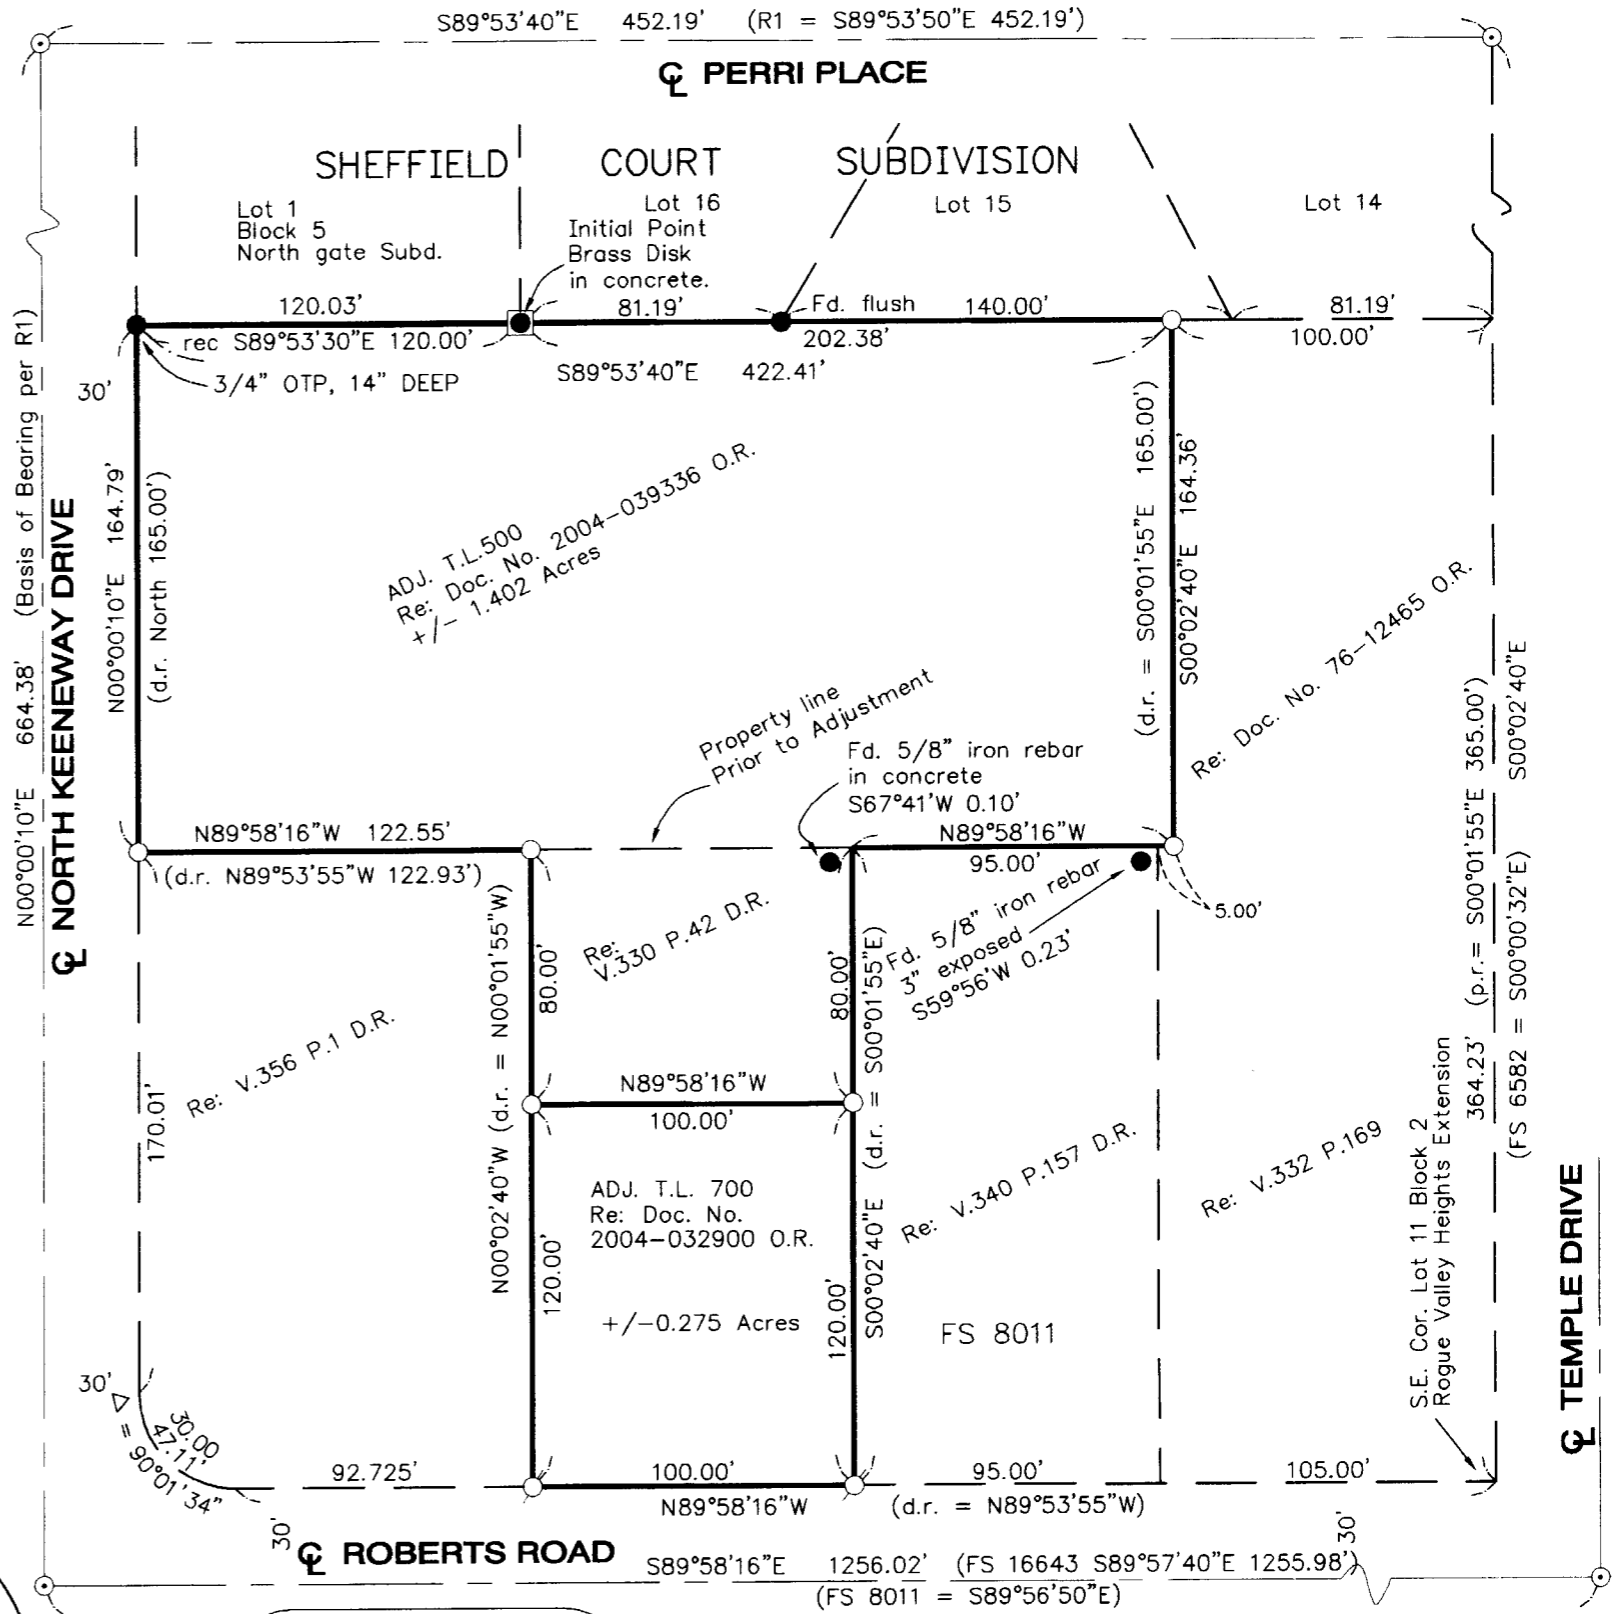 S89°53'40"E 452.19' (R1 = S89°53'50"E 452.19')
℄ PERRI PLACE
SHEFFIELD COURT SUBDIVISION
Lot 1
Block 5
North gate Subd.
Lot 16
Initial Point
Brass Disk
in concrete.
Lot 15
Lot 14
120.03'
81.19'
Fd. flush
140.00'
81.19'
rec S89°53'30"E 120.00'
202.38'
100.00'
S89°53'40"E 422.41'
3/4" OTP, 14" DEEP
30'
N00°00'10"E 664.38' (Basis of Bearing per R1)
℄ NORTH KEENEWAY DRIVE
N00°00'10"E 164.79'
(d.r. North 165.00')
ADJ. T.L.500
Re: Doc. No. 2004-039336 O.R.
+/- 1.402 Acres
(d.r. = S00°01'55"E 165.00')
S00°02'40"E 164.36'
Re: Doc. No. 76-12465 O.R.
Property line
Prior to Adjustment
Fd. 5/8" iron rebar
in concrete
S67°41'W 0.10'
N89°58'16"W 122.55'
(d.r. N89°53'55"W 122.93')
N89°58'16"W
95.00'
5.00'
Fd. 5/8" iron rebar
3" exposed
S59°56'W 0.23'
Re:
V.330 P.42 D.R.
80.00'
80.00'
N00°02'40"W (d.r. = N00°01'55"W)
S00°02'40"E (d.r. = S00°01'55"E)
Re: V.356 P.1 D.R.
170.01'
N89°58'16"W
100.00'
ADJ. T.L. 700
Re: Doc. No.
2004-032900 O.R.
+/-0.275 Acres
120.00'
120.00'
Re: V.340 P.157 D.R.
FS 8011
Re: V.332 P.169
364.23' (p.r.= S00°01'55"E 365.00')
(FS 6582 = S00°00'32"E) S00°02'40"E
S.E. Cor. Lot 11 Block 2
Rogue Valley Heights Extension
℄ TEMPLE DRIVE
30'
30.00
47.11'
Δ = 90°01'34"
92.725'
100.00'
95.00'
105.00'
N89°58'16"W
(d.r. = N89°53'55"W)
30'
30'
℄ ROBERTS ROAD
S89°58'16"E 1256.02' (FS 16643 S89°57'40"E 1255.98')
(FS 8011 = S89°56'50"E)